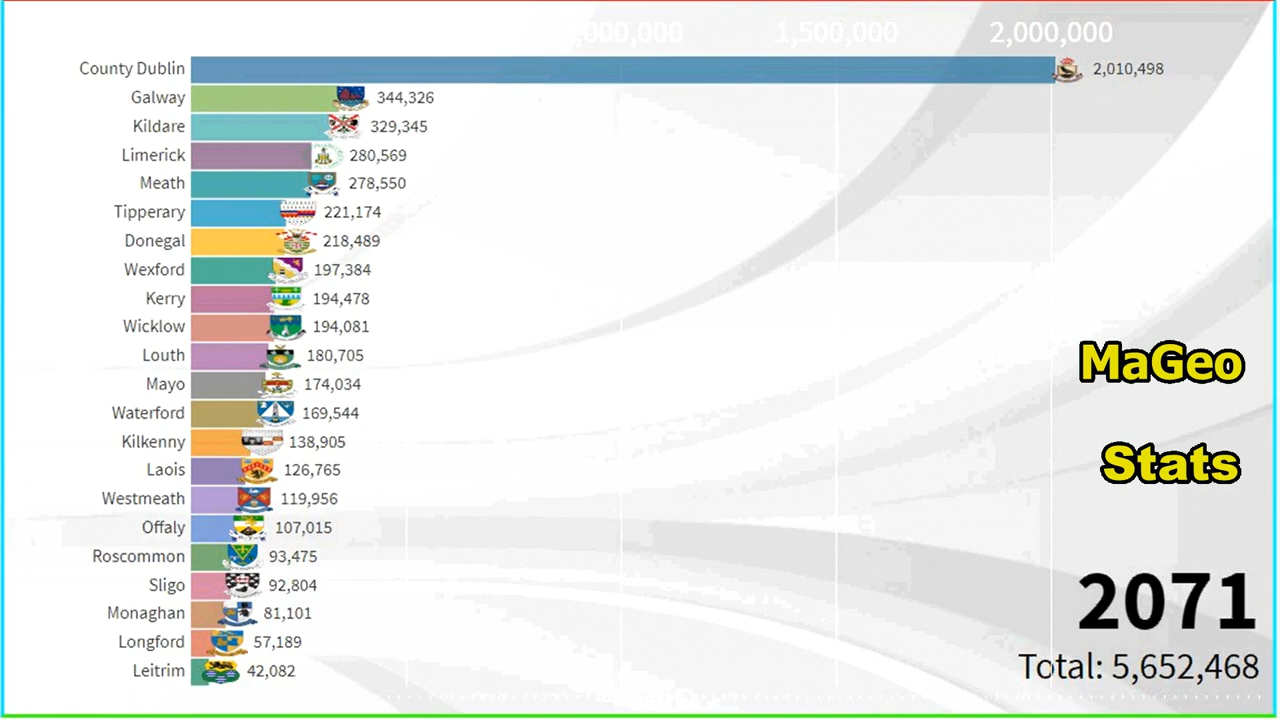 ,000,000 1,500,000 2,000,000
County Dublin 2,010,498
Galway 344,326
Kildare 329,345
Limerick 280,569
Meath 278,550
Tipperary 221,174
Donegal 218,489
Wexford 197,384
Kerry 194,478
Wicklow 194,081
Louth 180,705
MaGeo
Mayo 174,034
Waterford 169,544
Kilkenny 138,905
Stats
Laois 126,765
Westmeath 119,956
Offaly 107,015
Roscommon 93,475
Sligo 92,804
2071
Monaghan 81,101
Longford 57,189
Leitrim 42,082
Total: 5,652,468